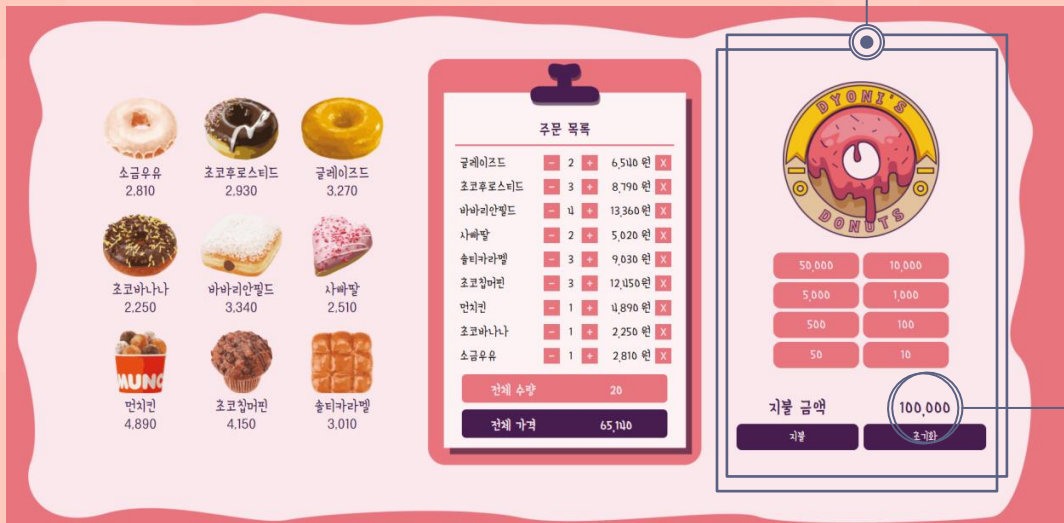 소금우유
2.810
초코후로스티드
2.930
글레이즈드
3.270
초코바나나
2.250
바바리안필드
3.340
사빠딸
2.510
MUNC
먼치킨
4.890
초코칩머핀
4.150
솔티카라멜
3.010
주문 목록
글레이즈드 - 2 + 6,540 원 X
초코후로스티드 - 3 + 8,790 원 X
바바리안필드 - 4 + 13,360 원 X
사빠딸 - 2 + 5,020 원 X
솔티카라멜 - 3 + 9,030 원 X
초코칩머핀 - 3 + 12,450 원 X
먼치킨 - 1 + 4,890 원 X
초코바나나 - 1 + 2,250 원 X
소금우유 - 1 + 2,810 원 X
전체 수량 20
전체 가격 65,140
DYONI'S
DONUTS
50,000 10,000
5,000 1,000
500 100
50 10
지불 금액 100,000
지불 초기화